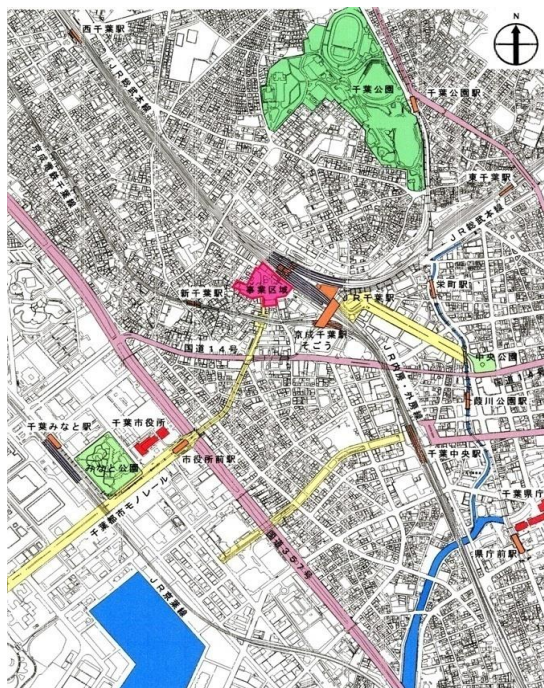 N
西千葉駅
JR総武本線
京成電鉄千葉線
千葉公園
千葉公園駅
東千葉駅
JR総武本線
事業区域
新千葉駅
JR千葉駅
栄町駅
京成千葉駅
そごう
国道14号
中央公園
国道14号
JR内房・外房線
葭川公園駅
千葉みなと駅
千葉市役所
市役所前駅
千葉中央駅
みなと公園
千葉都市モノレール
千葉県庁
国道357号
県庁前駅
JR京葉線